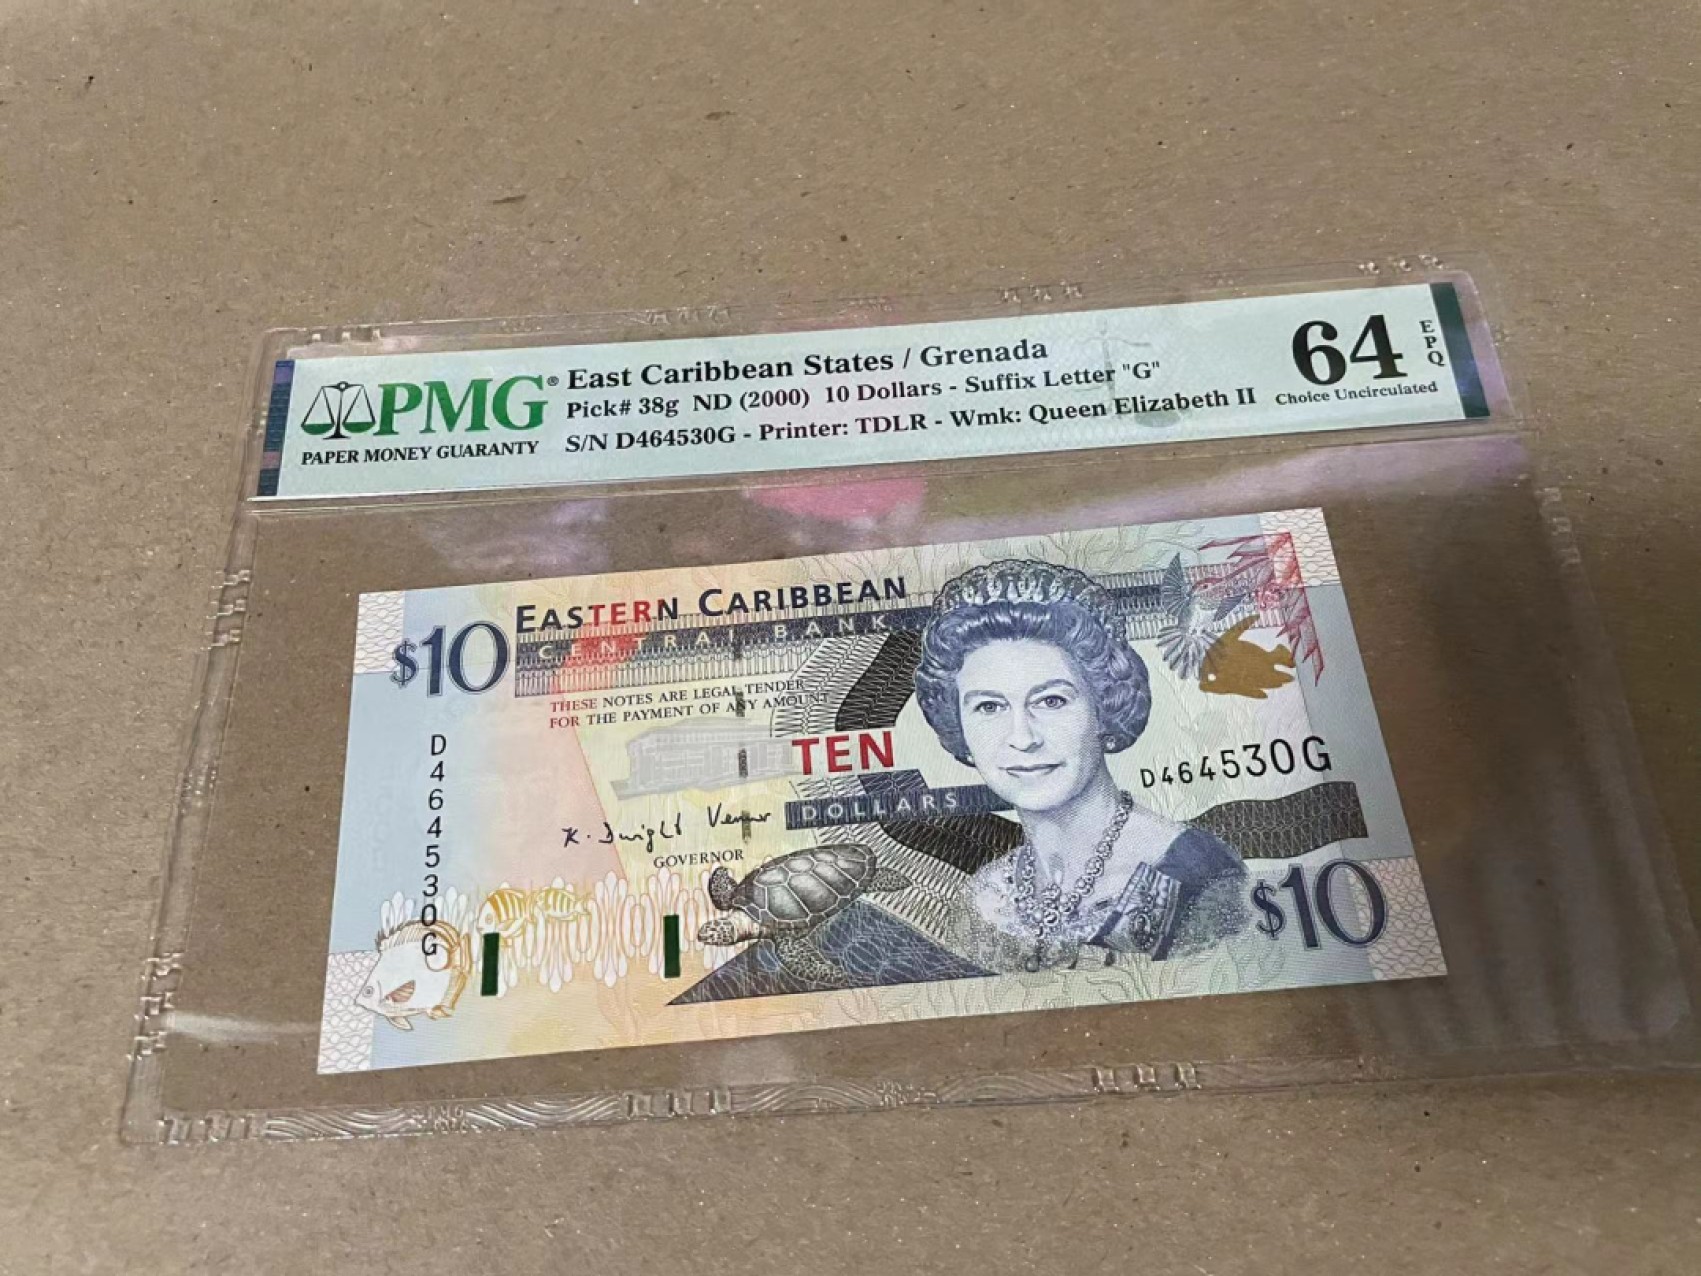 PMG®
PAPER MONEY GUARANTY
East Caribbean States / Grenada
Pick# 38g ND (2000) 10 Dollars - Suffix Letter "G"
S/N D464530G - Printer: TDLR - Wmk: Queen Elizabeth II
64
EPQ
Choice Uncirculated
$10
EASTERN CARIBBEAN
CENTRAL BANK
THESE NOTES ARE LEGAL TENDER
FOR THE PAYMENT OF ANY AMOUNT
TEN
DOLLARS
D464530G
D464530G
K. Dwight Venner
GOVERNOR
$10